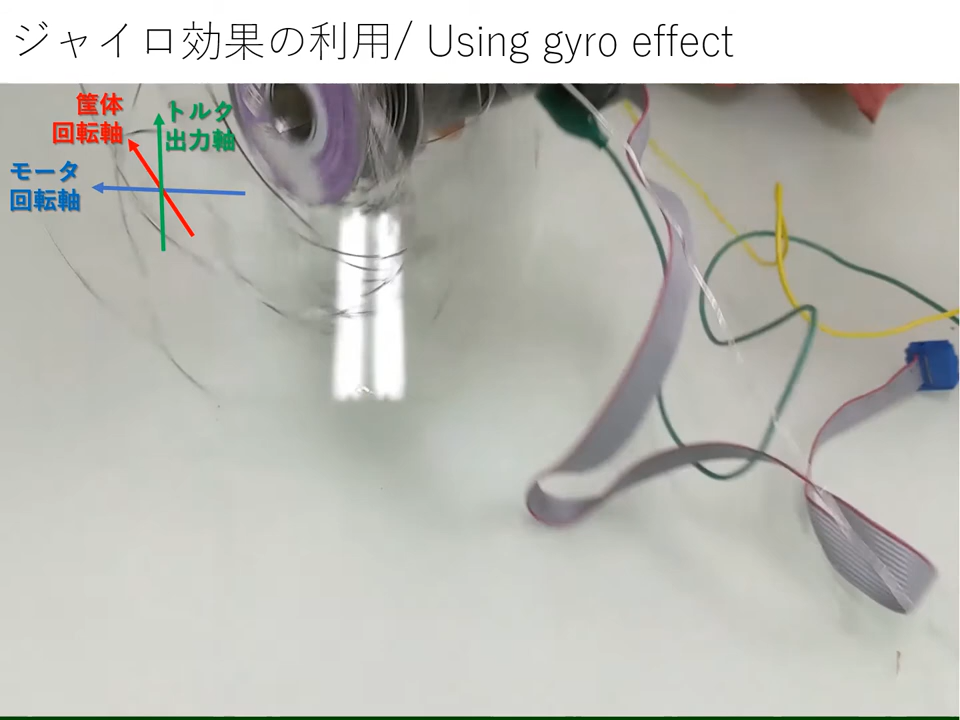 ジャイロ効果の利用/ Using gyro effect
筐体
回転軸
トルク
出力軸
モータ
回転軸